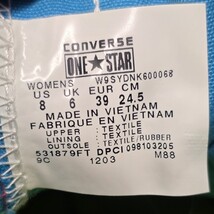 CONVERSE
ONE ★ STAR
WOMENS W9SYDNK600068
US UK EUR CM
8 6 39 24.5
MADE IN VIETNAM
FABRIQUE EN VIETNAM
UPPER : TEXTILE
LINING : TEXTILE
OUTSOLE : TEXTILE/RUBBER
531879FT DPCI 098103205
9C 1203 M88